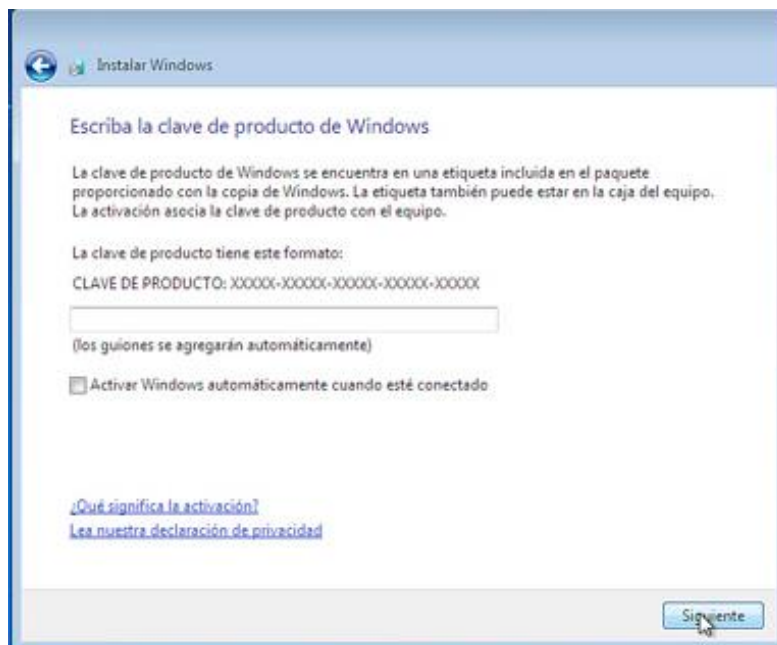 Instalar Windows
Escriba la clave de producto de Windows
La clave de producto de Windows se encuentra en una etiqueta incluida en el paquete
proporcionado con la copia de Windows. La etiqueta también puede estar en la caja del equipo.
La activación asocia la clave de producto con el equipo.
La clave de producto tiene este formato:
CLAVE DE PRODUCTO: XXXXX-XXXXX-XXXXX-XXXXX-XXXXX
(los guiones se agregarán automáticamente)
Activar Windows automáticamente cuando esté conectado
¿Qué significa la activación?
Lea nuestra declaración de privacidad
Siguiente